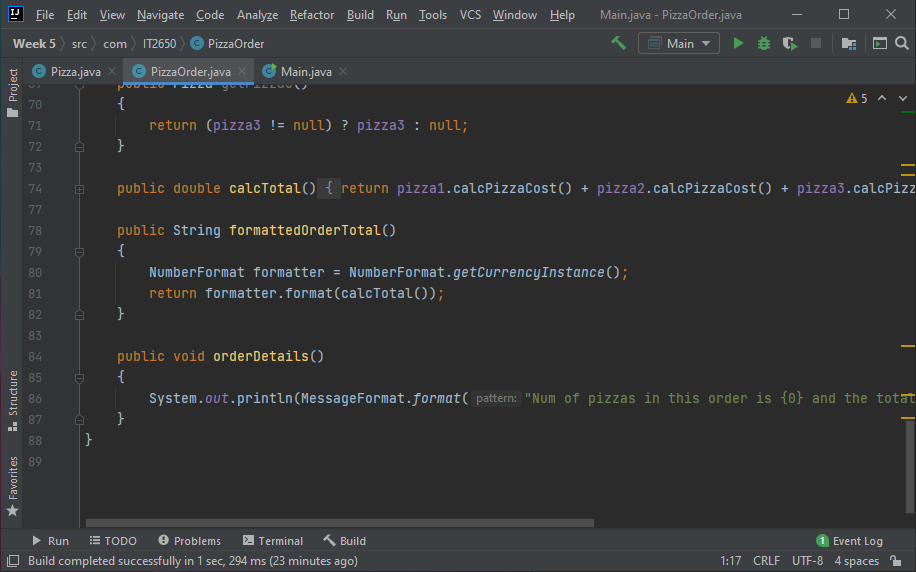 IJ File Edit View Navigate Code Analyze Refactor Build Run Tools VCS Window Help Main.java - PizzaOrder.java
Week 5 src com IT2650 PizzaOrder Main
Project
Pizza.java PizzaOrder.java Main.java
public Pizza getPizza3()
5
70 {
71 return (pizza3 != null) ? pizza3 : null;
72 }
73
74 public double calcTotal() { return pizza1.calcPizzaCost() + pizza2.calcPizzaCost() + pizza3.calcPizz
77
78 public String formattedOrderTotal()
79 {
80 NumberFormat formatter = NumberFormat.getCurrencyInstance();
81 return formatter.format(calcTotal());
82 }
83
84 public void orderDetails()
85 {
86 System.out.println(MessageFormat.format( pattern: "Num of pizzas in this order is {0} and the total
87 }
88 }
89
Structure
Favorites
Run TODO Problems Terminal Build 1 Event Log
Build completed successfully in 1 sec, 294 ms (23 minutes ago) 1:17 CRLF UTF-8 4 spaces